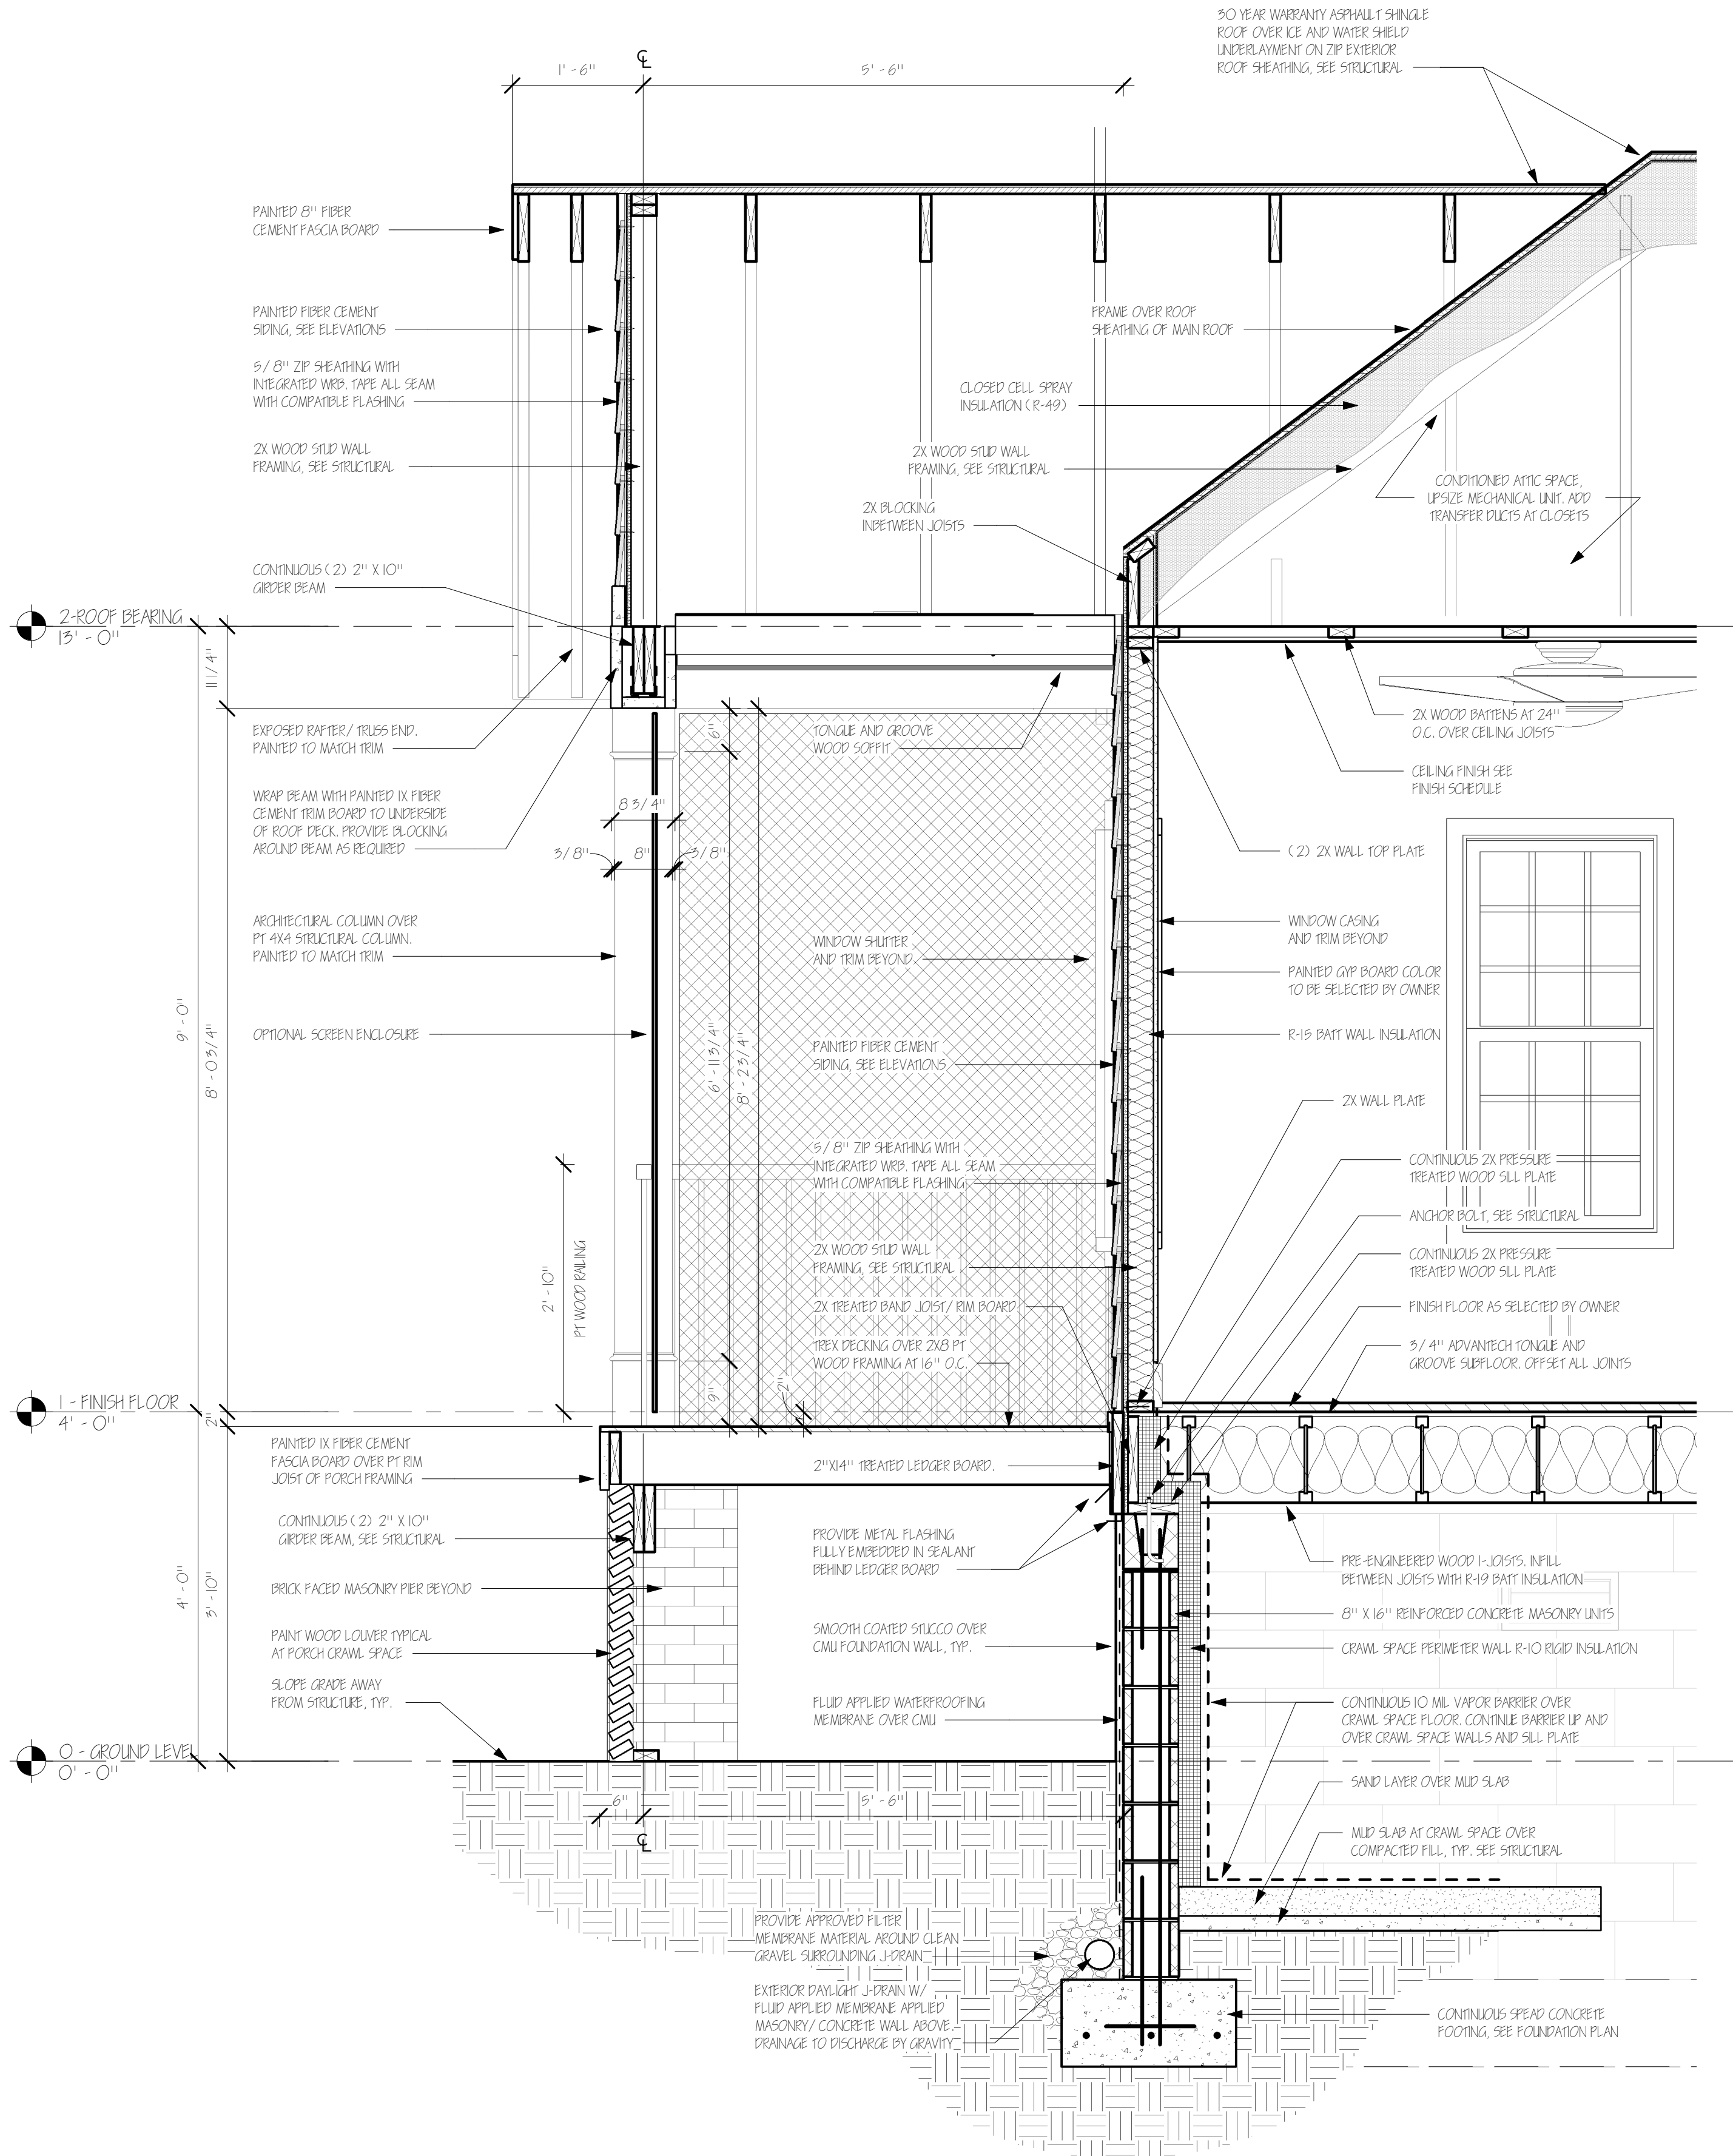 30 YEAR WARRANTY ASPHAULT SHINGLE
ROOF OVER ICE AND WATER SHIELD
UNDERLAYMENT ON ZIP EXTERIOR
ROOF SHEATHING, SEE STRUCTURAL
1' - 6"
5' - 6"
PAINTED 8" FIBER
CEMENT FASCIA BOARD
PAINTED FIBER CEMENT
SIDING, SEE ELEVATIONS
5/8" ZIP SHEATHING WITH
INTEGRATED WRB. TAPE ALL SEAM
WITH COMPATIBLE FLASHING
2X WOOD STUD WALL
FRAMING, SEE STRUCTURAL
CONTINUOUS (2) 2" X 10"
GIRDER BEAM
FRAME OVER ROOF
SHEATHING OF MAIN ROOF
CLOSED CELL SPRAY
INSULATION (R-49)
2X WOOD STUD WALL
FRAMING, SEE STRUCTURAL
2X BLOCKING
INBETWEEN JOISTS
CONDITIONED ATTIC SPACE,
UPSIZE MECHANICAL UNIT. ADD
TRANSFER DUCTS AT CLOSETS
2-ROOF BEARING
13' - 0"
11 1/4"
EXPOSED RAFTER/ TRUSS END.
PAINTED TO MATCH TRIM
WRAP BEAM WITH PAINTED 1X FIBER
CEMENT TRIM BOARD TO UNDERSIDE
OF ROOF DECK. PROVIDE BLOCKING
AROUND BEAM AS REQUIRED
ARCHITECTURAL COLUMN OVER
PT 4X4 STRUCTURAL COLUMN.
PAINTED TO MATCH TRIM
OPTIONAL SCREEN ENCLOSURE
9' - 0"
8' - 0 3/4"
6"
8 3/4"
3/8"
8"
3/8"
6' - 11 3/4"
8' - 2 3/4"
9"
2"
2' - 10"
PT WOOD RAILING
TONGUE AND GROOVE
WOOD SOFFIT
WINDOW SHUTTER
AND TRIM BEYOND
PAINTED FIBER CEMENT
SIDING, SEE ELEVATIONS
5/8" ZIP SHEATHING WITH
INTEGRATED WRB. TAPE ALL SEAM
WITH COMPATIBLE FLASHING
2X WOOD STUD WALL
FRAMING, SEE STRUCTURAL
2X TREATED BAND JOIST/ RIM BOARD
TREX DECKING OVER 2X8 PT
WOOD FRAMING AT 16" O.C.
2X WOOD BATTENS AT 24"
O.C. OVER CEILING JOISTS
CEILING FINISH SEE
FINISH SCHEDULE
(2) 2X WALL TOP PLATE
WINDOW CASING
AND TRIM BEYOND
PAINTED GYP BOARD COLOR
TO BE SELECTED BY OWNER
R-15 BATT WALL INSULATION
2X WALL PLATE
CONTINUOUS 2X PRESSURE
TREATED WOOD SILL PLATE
ANCHOR BOLT, SEE STRUCTURAL
CONTINUOUS 2X PRESSURE
TREATED WOOD SILL PLATE
FINISH FLOOR AS SELECTED BY OWNER
3/4" ADVANTECH TONGUE AND
GROOVE SUBFLOOR. OFFSET ALL JOINTS
1 - FINISH FLOOR
4' - 0"
2"
PAINTED 1X FIBER CEMENT
FASCIA BOARD OVER PT RIM
JOIST OF PORCH FRAMING
CONTINUOUS (2) 2" X 10"
GIRDER BEAM, SEE STRUCTURAL
BRICK FACED MASONRY PIER BEYOND
PAINT WOOD LOUVER TYPICAL
AT PORCH CRAWL SPACE
SLOPE GRADE AWAY
FROM STRUCTURE, TYP.
4' - 0"
3' - 10"
2"X14" TREATED LEDGER BOARD.
PROVIDE METAL FLASHING
FULLY EMBEDDED IN SEALANT
BEHIND LEDGER BOARD
SMOOTH COATED STUCCO OVER
CMU FOUNDATION WALL, TYP.
FLUID APPLIED WATERFROOFING
MEMBRANE OVER CMU
PRE-ENGINEERED WOOD I-JOISTS. INFILL
BETWEEN JOISTS WITH R-19 BATT INSULATION
8" X 16" REINFORCED CONCRETE MASONRY UNITS
CRAWL SPACE PERIMETER WALL R-10 RIGID INSULATION
CONTINUOUS 10 MIL VAPOR BARRIER OVER
CRAWL SPACE FLOOR. CONTINUE BARRIER UP AND
OVER CRAWL SPACE WALLS AND SILL PLATE
SAND LAYER OVER MUD SLAB
MUD SLAB AT CRAWL SPACE OVER
COMPACTED FILL, TYP. SEE STRUCTURAL
0 - GROUND LEVEL
0' - 0"
6"
5' - 6"
PROVIDE APPROVED FILTER
MEMBRANE MATERIAL AROUND CLEAN
GRAVEL SURROUNDING J-DRAIN
EXTERIOR DAYLIGHT J-DRAIN W/
FLUID APPLIED MEMBRANE APPLIED
MASONRY/ CONCRETE WALL ABOVE.
DRAINAGE TO DISCHARGE BY GRAVITY
CONTINUOUS SPEAD CONCRETE
FOOTING, SEE FOUNDATION PLAN